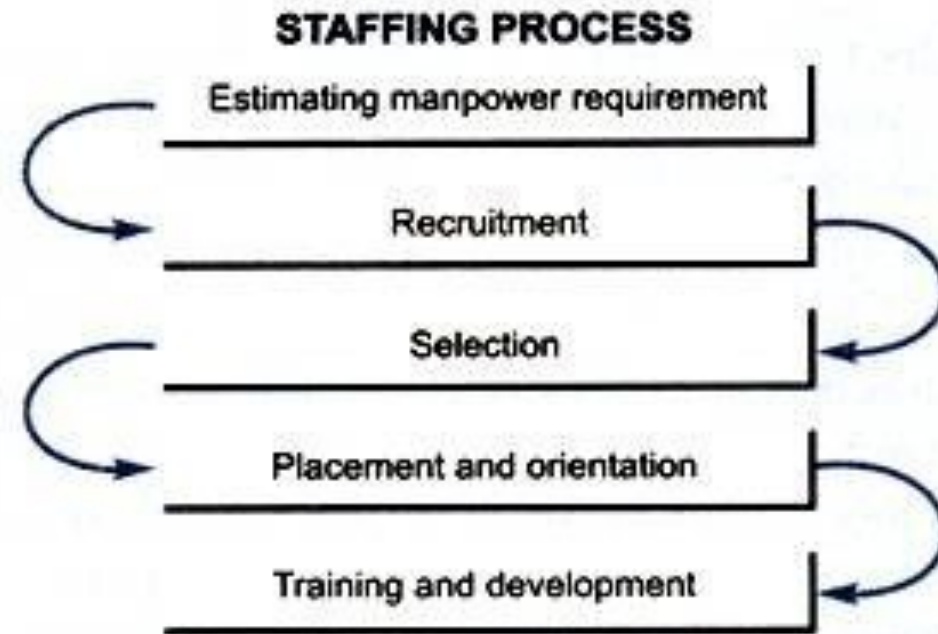 STAFFING PROCESS
Estimating manpower requirement
Recruitment
Selection
Placement and orientation
Training and development